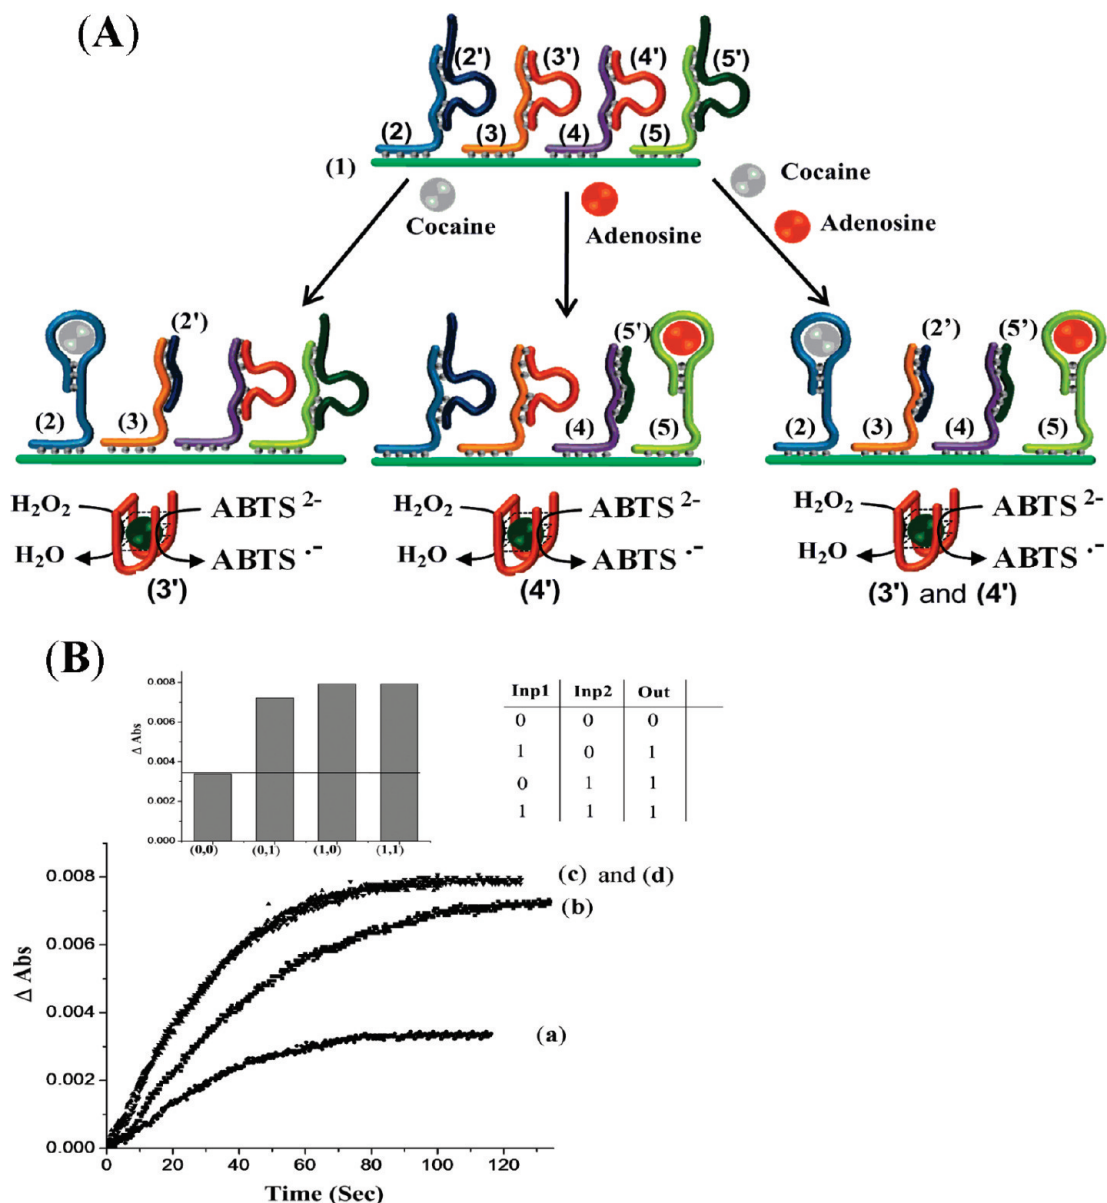 (A)
(2') (3') (4') (5')
(2) (3) (4) (5)
(1)
Cocaine
Adenosine
Cocaine
Adenosine
(2')
(2) (3)
(5')
(4) (5)
(2’) (5’)
(2) (3) (4) (5)
H2O2 ABTS 2-
H2O ABTS ·-
(3')
H2O2 ABTS 2-
H2O ABTS ·-
(4')
H2O2 ABTS 2-
H2O ABTS ·-
(3') and (4')
(B)
Δ Abs
0.008
0.006
0.004
0.002
0.000
(0,0) (0,1) (1,0) (1,1)
Inp1 Inp2 Out
0 0 0
1 0 1
0 1 1
1 1 1
Δ Abs
0.008
0.006
0.004
0.002
0.000
0 20 40 60 80 100 120
Time (Sec)
(c) and (d)
(b)
(a)